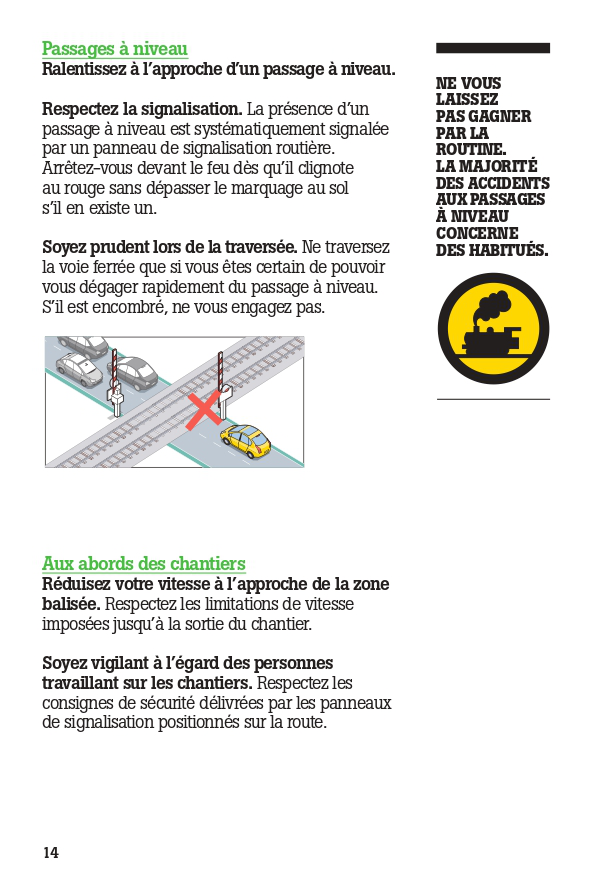 Passages à niveau
Ralentissez à l’approche d’un passage à niveau.
Respectez la signalisation. La présence d’un
passage à niveau est systématiquement signalée
par un panneau de signalisation routière.
Arrêtez-vous devant le feu dès qu’il clignote
au rouge sans dépasser le marquage au sol
s’il en existe un.
Soyez prudent lors de la traversée. Ne traversez
la voie ferrée que si vous êtes certain de pouvoir
vous dégager rapidement du passage à niveau.
S’il est encombré, ne vous engagez pas.
NE VOUS
LAISSEZ
PAS GAGNER
PAR LA
ROUTINE.
LA MAJORITÉ
DES ACCIDENTS
AUX PASSAGES
À NIVEAU
CONCERNE
DES HABITUÉS.
Aux abords des chantiers
Réduisez votre vitesse à l’approche de la zone
balisée. Respectez les limitations de vitesse
imposées jusqu’à la sortie du chantier.
Soyez vigilant à l’égard des personnes
travaillant sur les chantiers. Respectez les
consignes de sécurité délivrées par les panneaux
de signalisation positionnés sur la route.
14